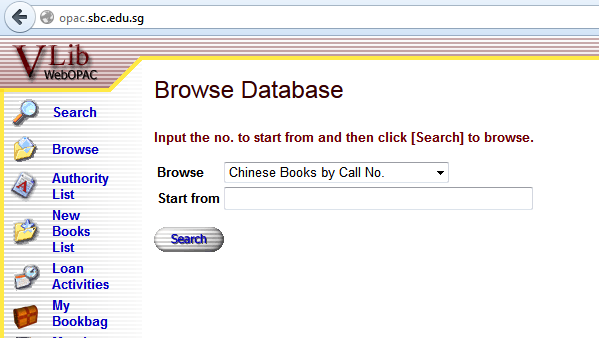 opac.sbc.edu.sg
VLib
WebOPAC
Search
Browse
Authority
List
New
Books
List
Loan
Activities
My
Bookbag
Browse Database
Input the no. to start from and then click [Search] to browse.
Browse Chinese Books by Call No.
Start from
Search